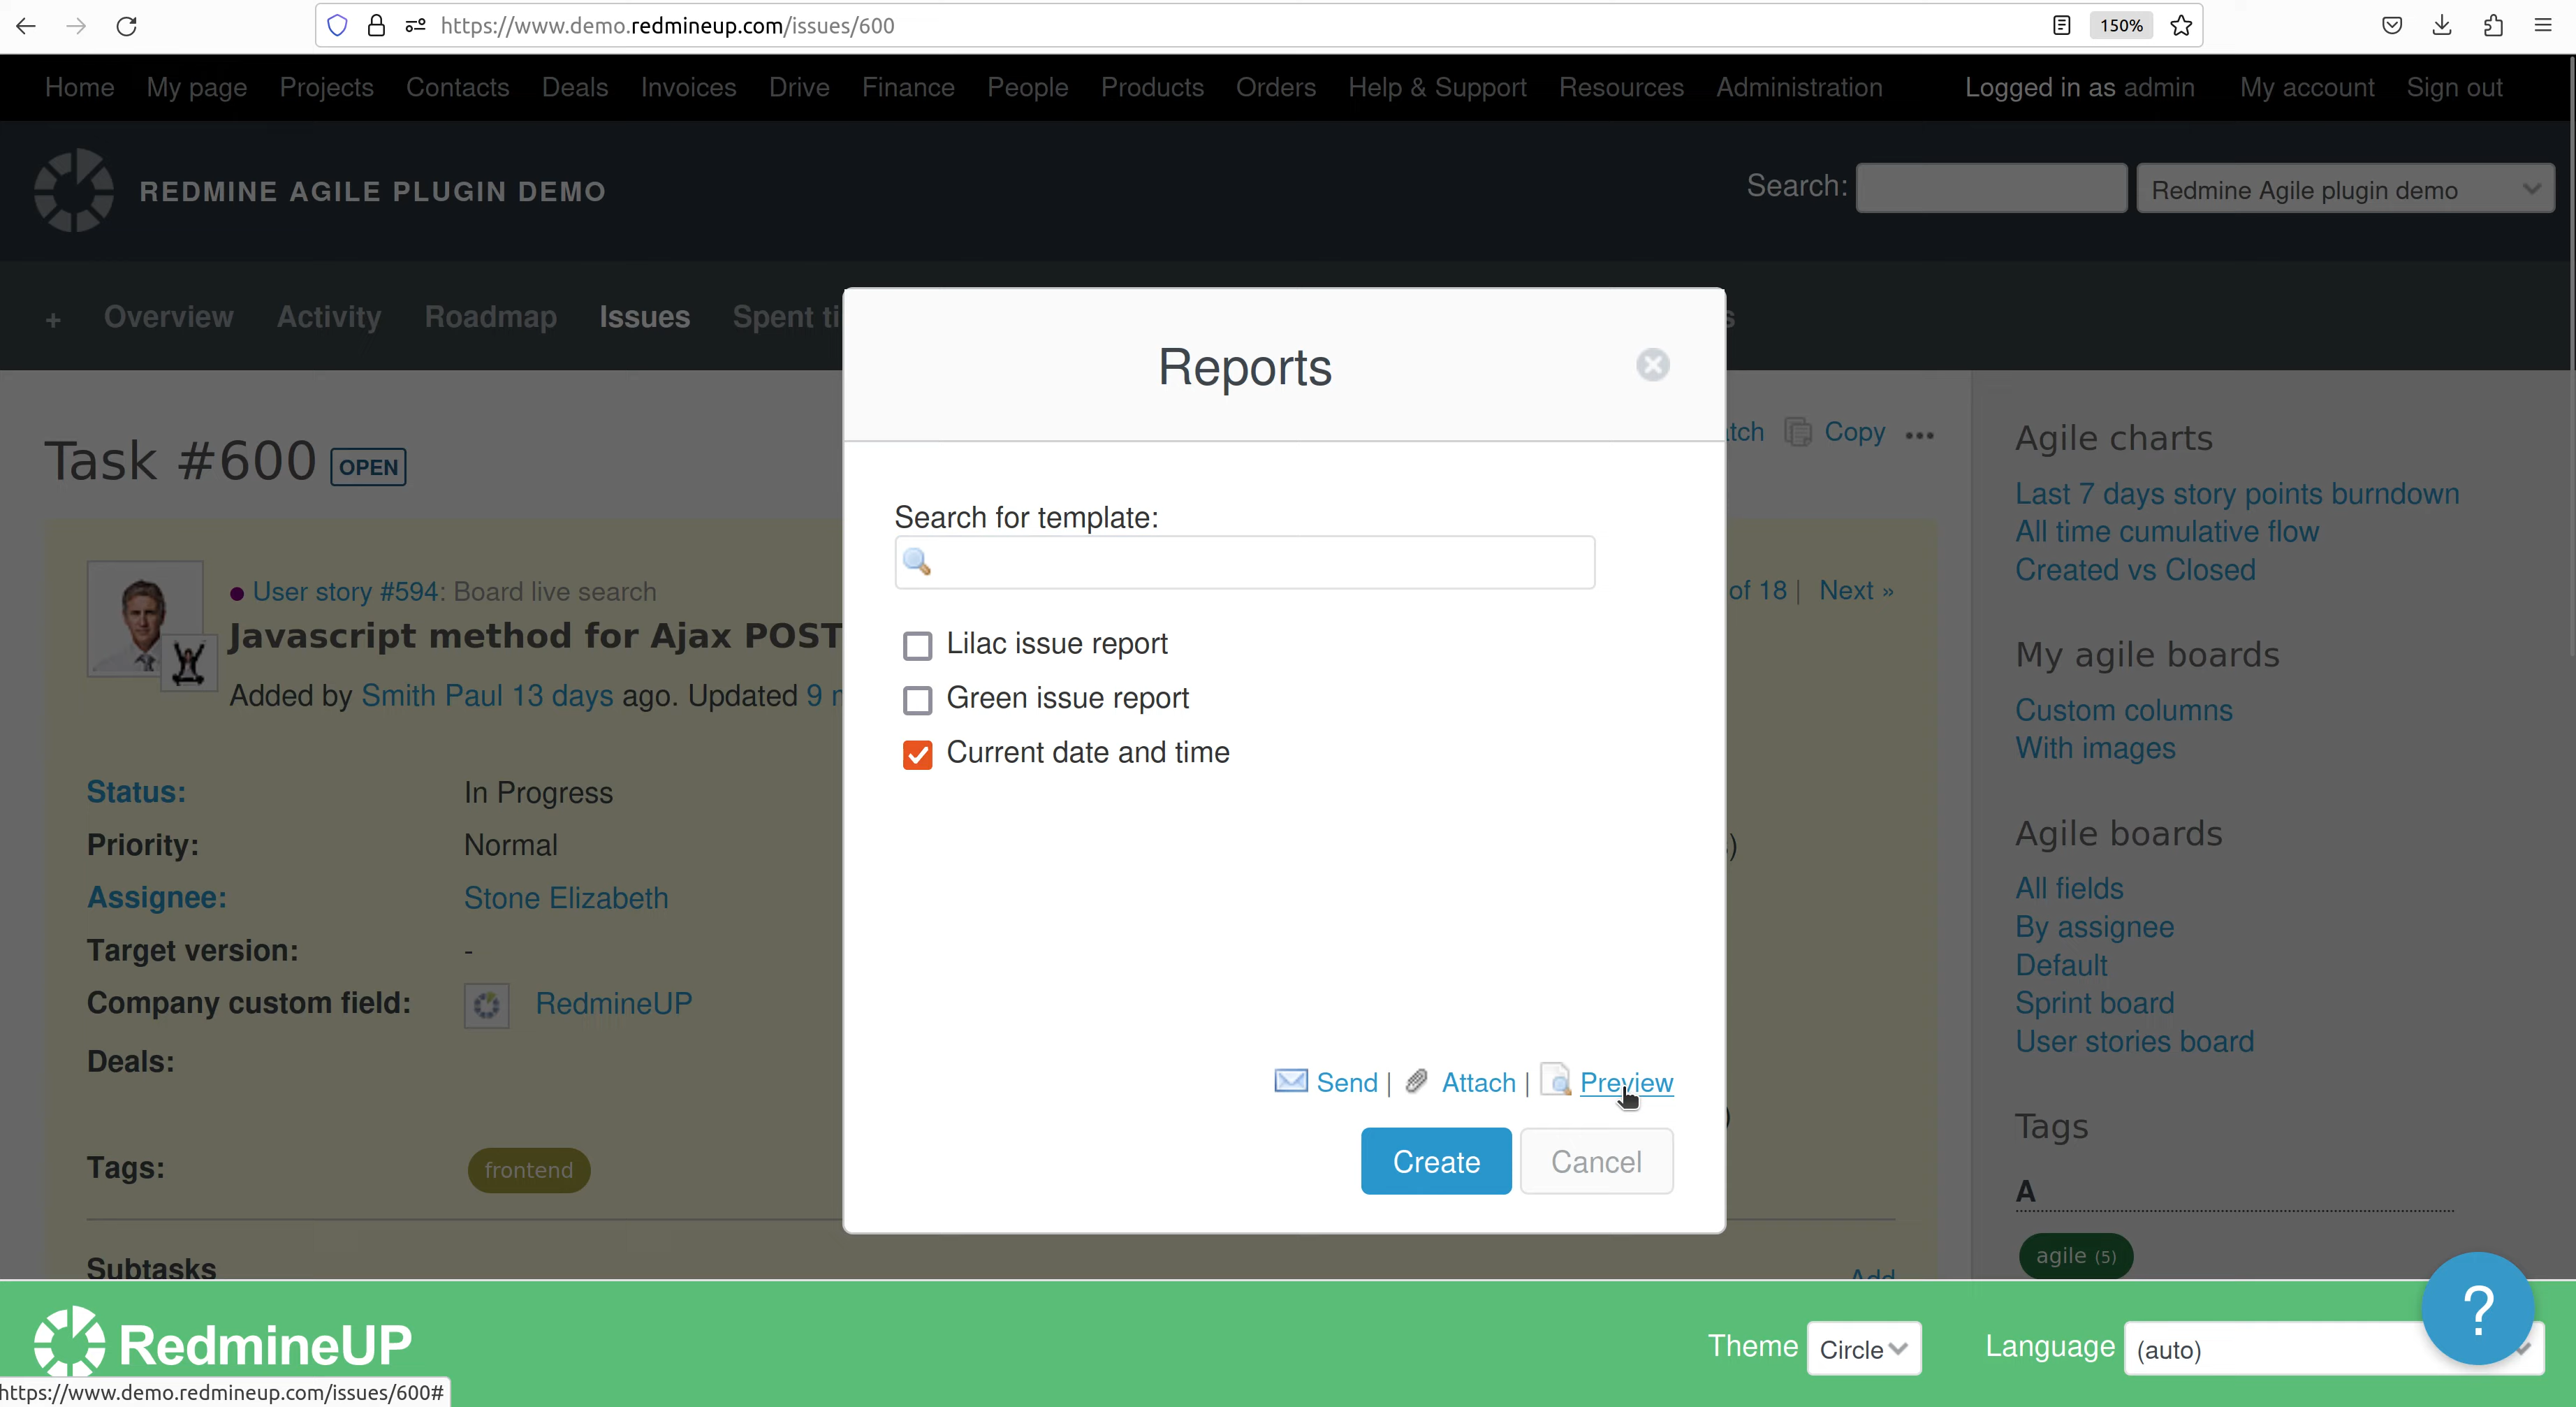 https://www.demo.redmineup.com/issues/600
150%
Home My page Projects Contacts Deals Invoices Drive Finance People Products Orders Help & Support Resources Administration Logged in as admin My account Sign out
REDMINE AGILE PLUGIN DEMO
Search:
Redmine Agile plugin demo
+ Overview Activity Roadmap Issues Spent ti
s
Reports
Task #600 OPEN
tch Copy •••
Search for template:
User story #594: Board live search
of 18 | Next »
Javascript method for Ajax POST
Added by Smith Paul 13 days ago. Updated 9 m
Lilac issue report
Green issue report
Current date and time
Status: In Progress
Priority: Normal
)
Assignee: Stone Elizabeth
Target version: -
Company custom field: RedmineUP
Deals:
)
Tags: frontend
Send | Attach | Preview
Create Cancel
Subtasks
Add
Agile charts
Last 7 days story points burndown
All time cumulative flow
Created vs Closed
My agile boards
Custom columns
With images
Agile boards
All fields
By assignee
Default
Sprint board
User stories board
Tags
A
agile (5)
?
RedmineUP
Theme Circle Language (auto)
https://www.demo.redmineup.com/issues/600#